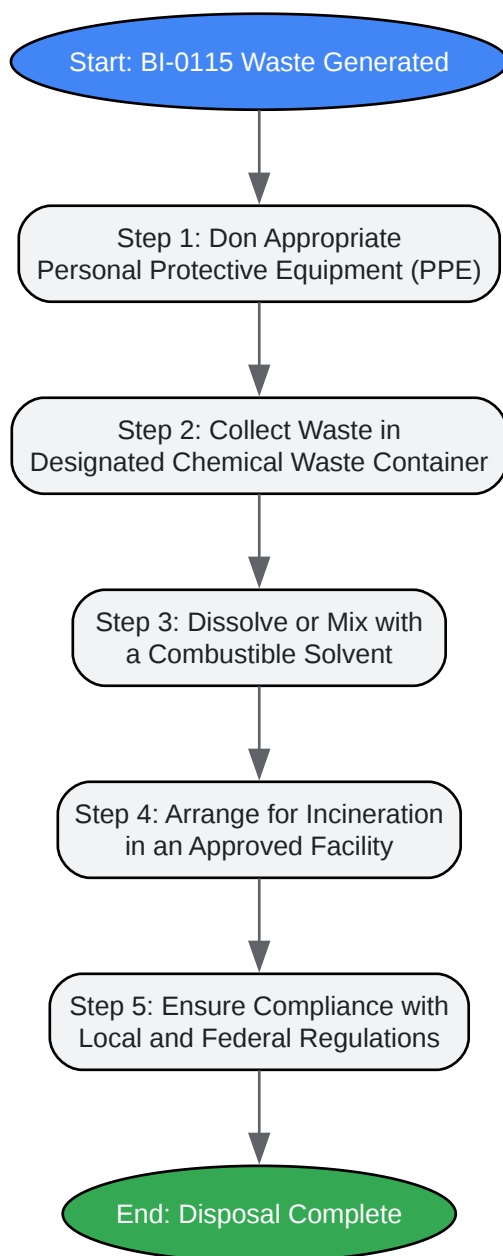 Start: BI-0115 Waste Generated
Step 1: Don Appropriate
Personal Protective Equipment (PPE)
Step 2: Collect Waste in
Designated Chemical Waste Container
Step 3: Dissolve or Mix with
a Combustible Solvent
Step 4: Arrange for Incineration
in an Approved Facility
Step 5: Ensure Compliance with
Local and Federal Regulations
End: Disposal Complete